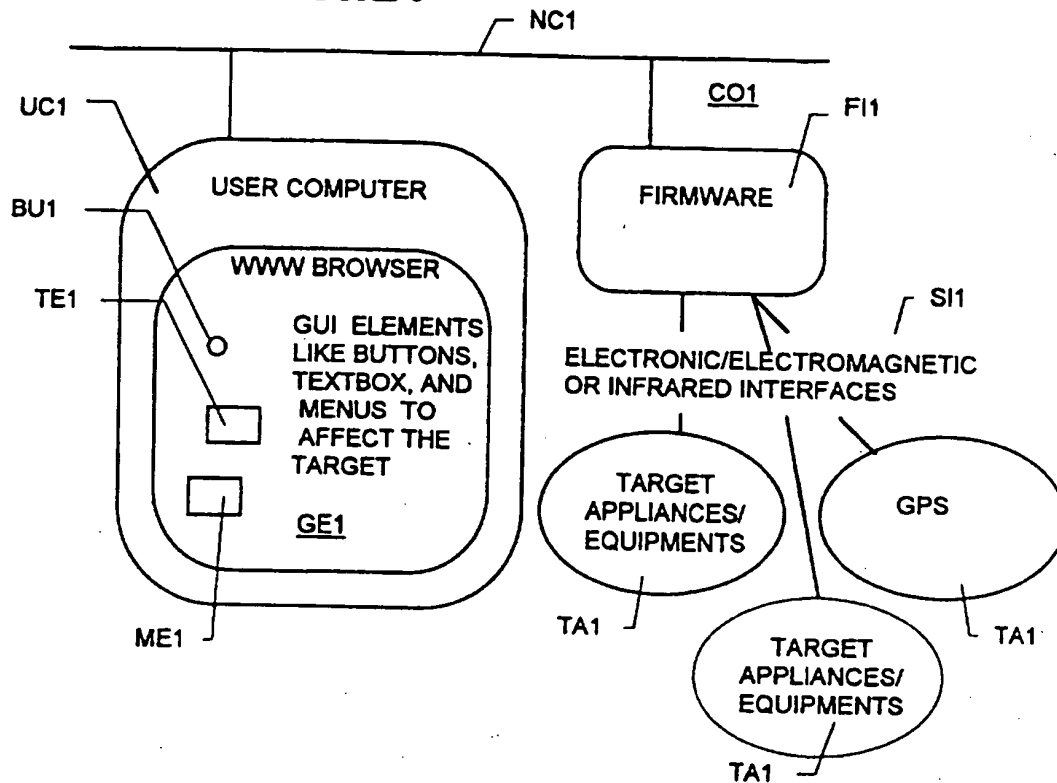 NC1
CO1
UC1
FI1
USER COMPUTER
FIRMWARE
BU1
WWW BROWSER
TE1
SI1
GUI ELEMENTS
LIKE BUTTONS,
TEXTBOX, AND
MENUS TO
AFFECT THE
TARGET
ELECTRONIC/ELECTROMAGNETIC
OR INFRARED INTERFACES
GE1
TARGET
APPLIANCES/
EQUIPMENTS
GPS
ME1
TA1
TA1
TARGET
APPLIANCES/
EQUIPMENTS
TA1